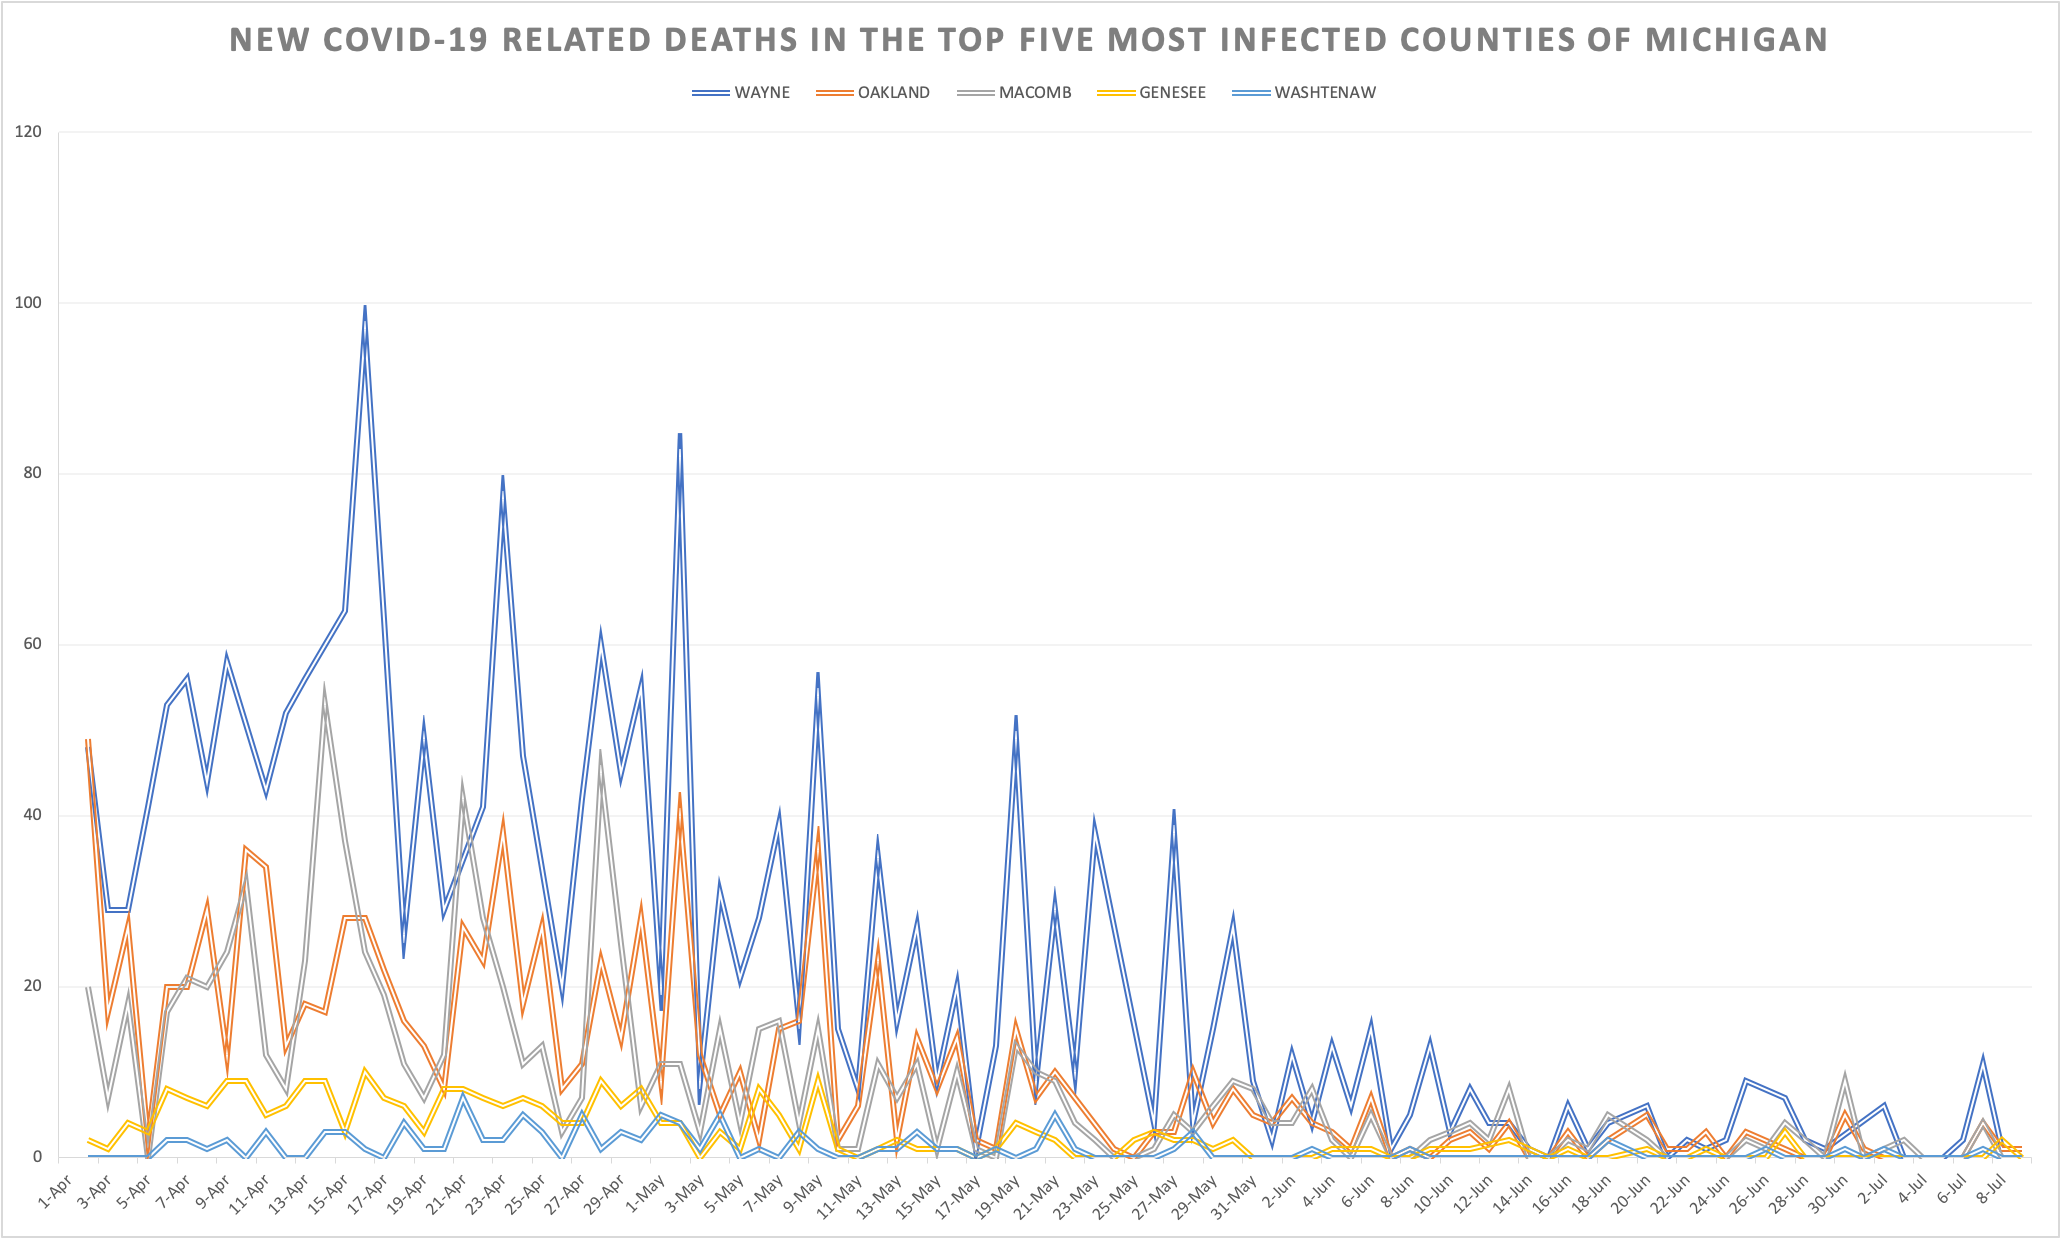 NEW COVID-19 RELATED DEATHS IN THE TOP FIVE MOST INFECTED COUNTIES OF MICHIGAN
WAYNE OAKLAND MACOMB GENESEE WASHTENAW
120
100
80
60
40
20
0
1-Apr 3-Apr 5-Apr 7-Apr 9-Apr 11-Apr 13-Apr 15-Apr 17-Apr 19-Apr 21-Apr 23-Apr 25-Apr 27-Apr 29-Apr 1-May 3-May 5-May 7-May 9-May 11-May 13-May 15-May 17-May 19-May 21-May 23-May 25-May 27-May 29-May 31-May 2-Jun 4-Jun 6-Jun 8-Jun 10-Jun 12-Jun 14-Jun 16-Jun 18-Jun 20-Jun 22-Jun 24-Jun 26-Jun 28-Jun 30-Jun 2-Jul 4-Jul 6-Jul 8-Jul